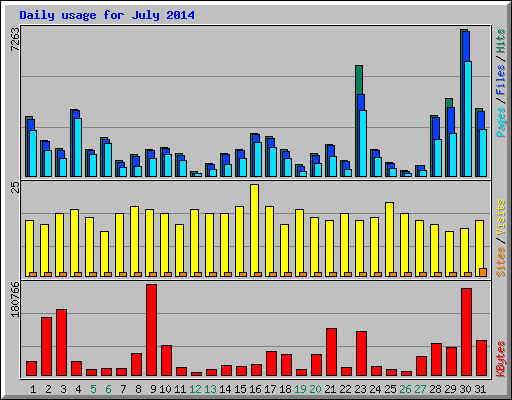 Daily usage for July 2014
7263
Pages / Files / Hits
25
Sites / Visits
180766
KBytes
1 2 3 4 5 6 7 8 9 10 11 12 13 14 15 16 17 18 19 20 21 22 23 24 25 26 27 28 29 30 31